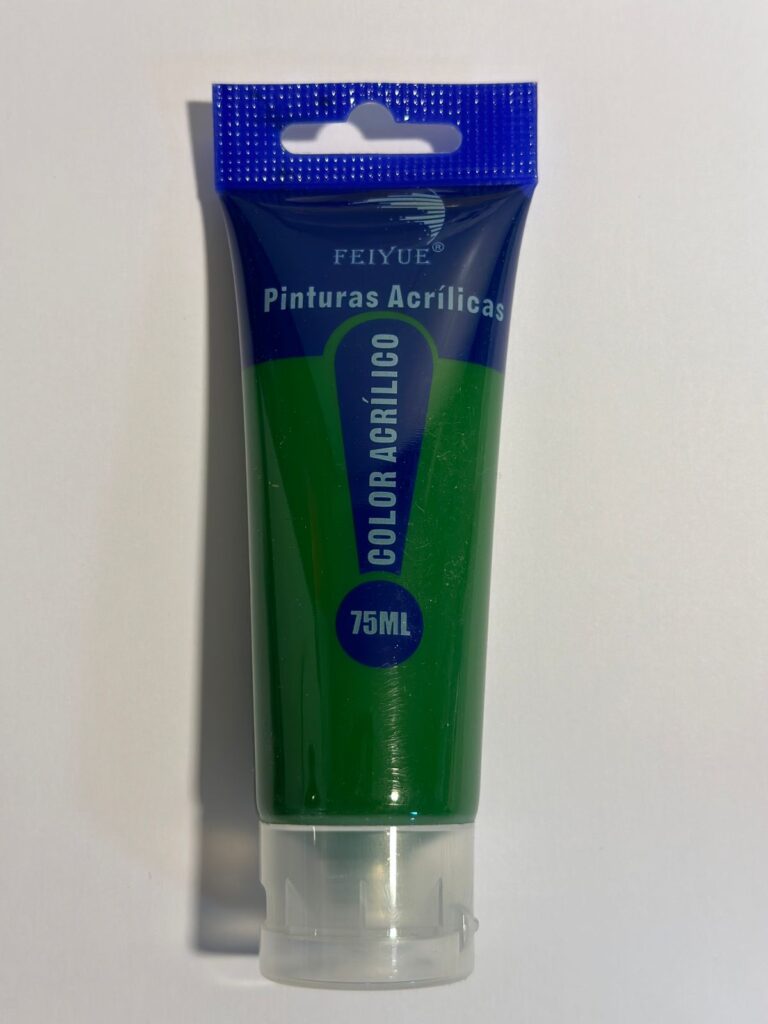 FEIYUE®
Pinturas Acrílicas
COLOR ACRÍLICO
75ML